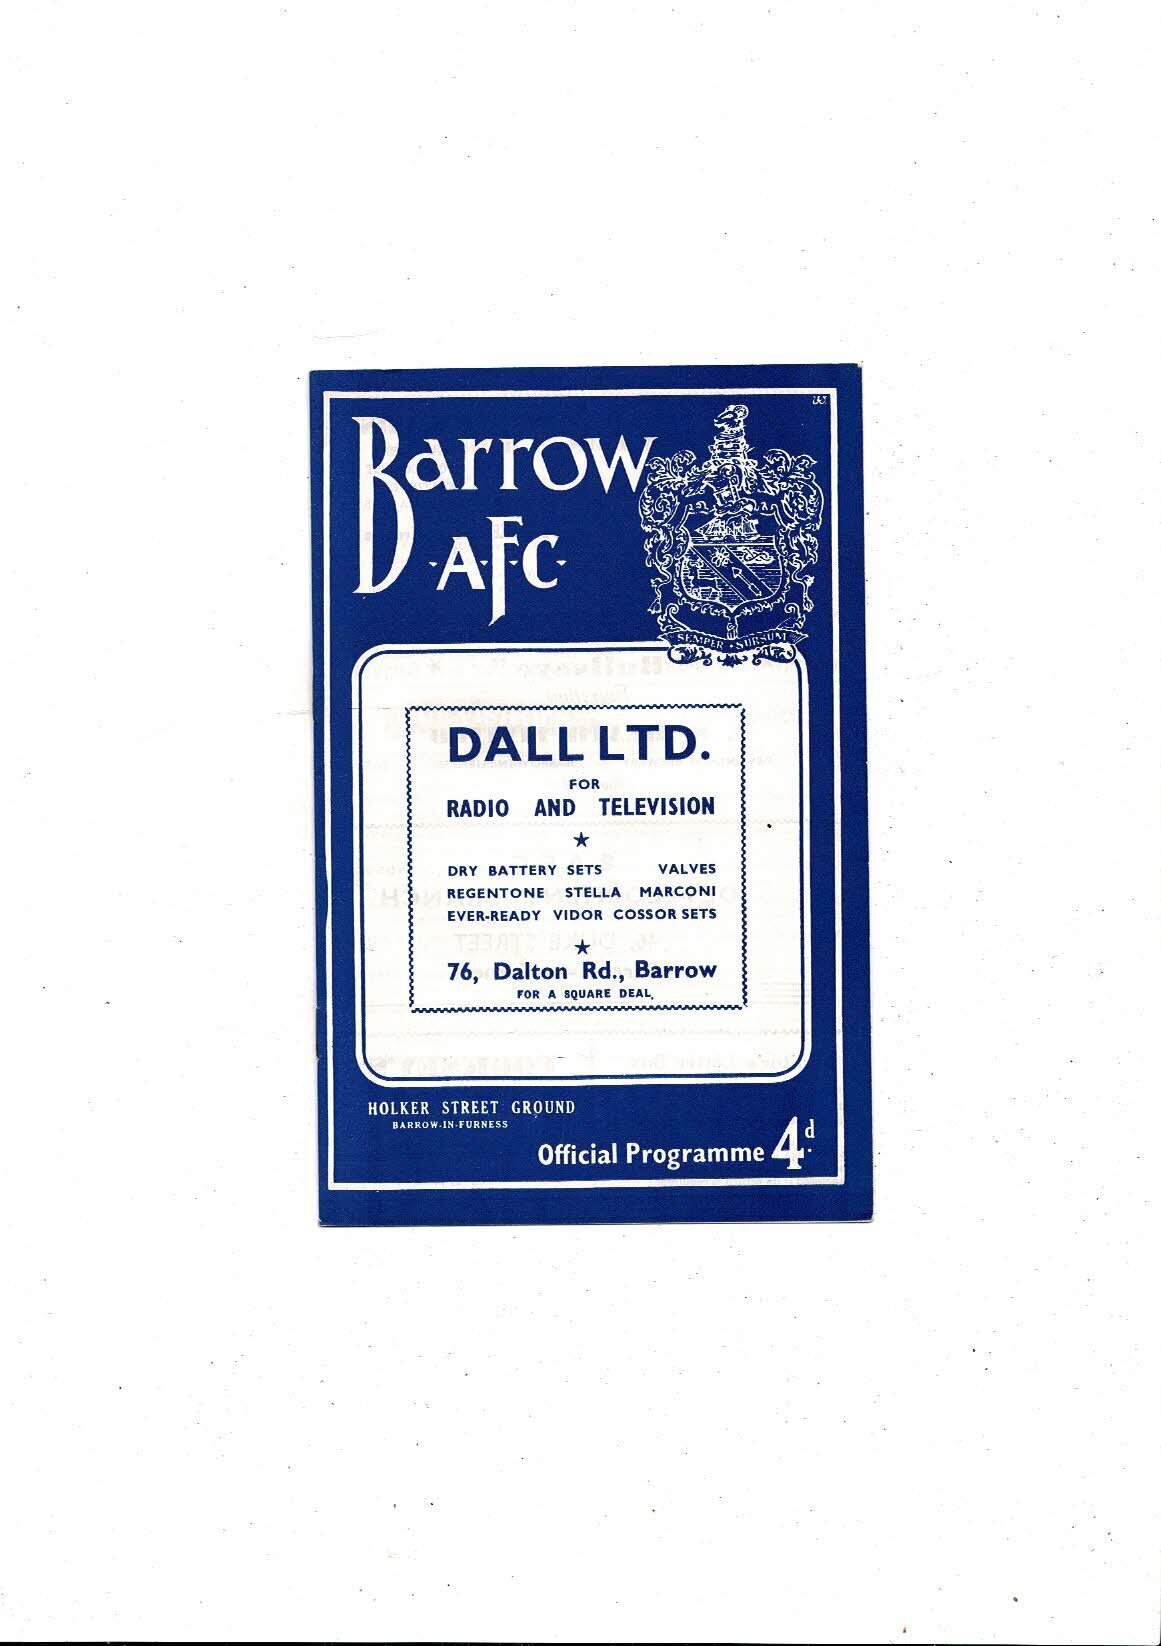 Barrow
A.F.C.
SEMPER SURSUM
DALL LTD.
FOR
RADIO AND TELEVISION
DRY BATTERY SETS VALVES
REGENTONE STELLA MARCONI
EVER-READY VIDOR COSSOR SETS
76, Dalton Rd., Barrow
FOR A SQUARE DEAL.
HOLKER STREET GROUND
BARROW-IN-FURNESS
Official Programme 4d.